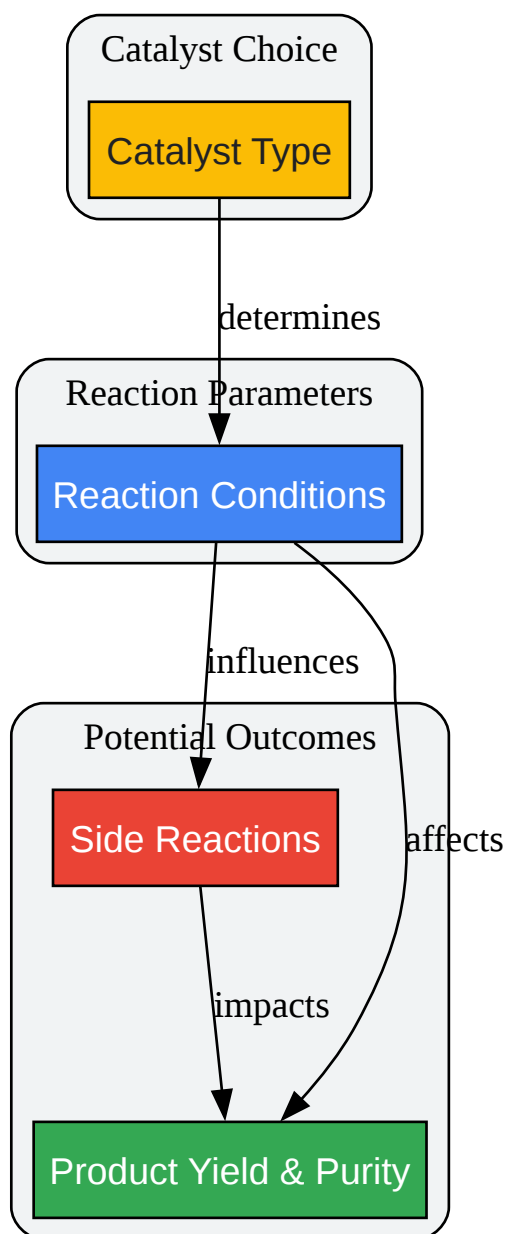 Catalyst Choice
Catalyst Type
determines
Reaction Parameters
Reaction Conditions
influences
Potential Outcomes
Side Reactions
affects
impacts
Product Yield & Purity